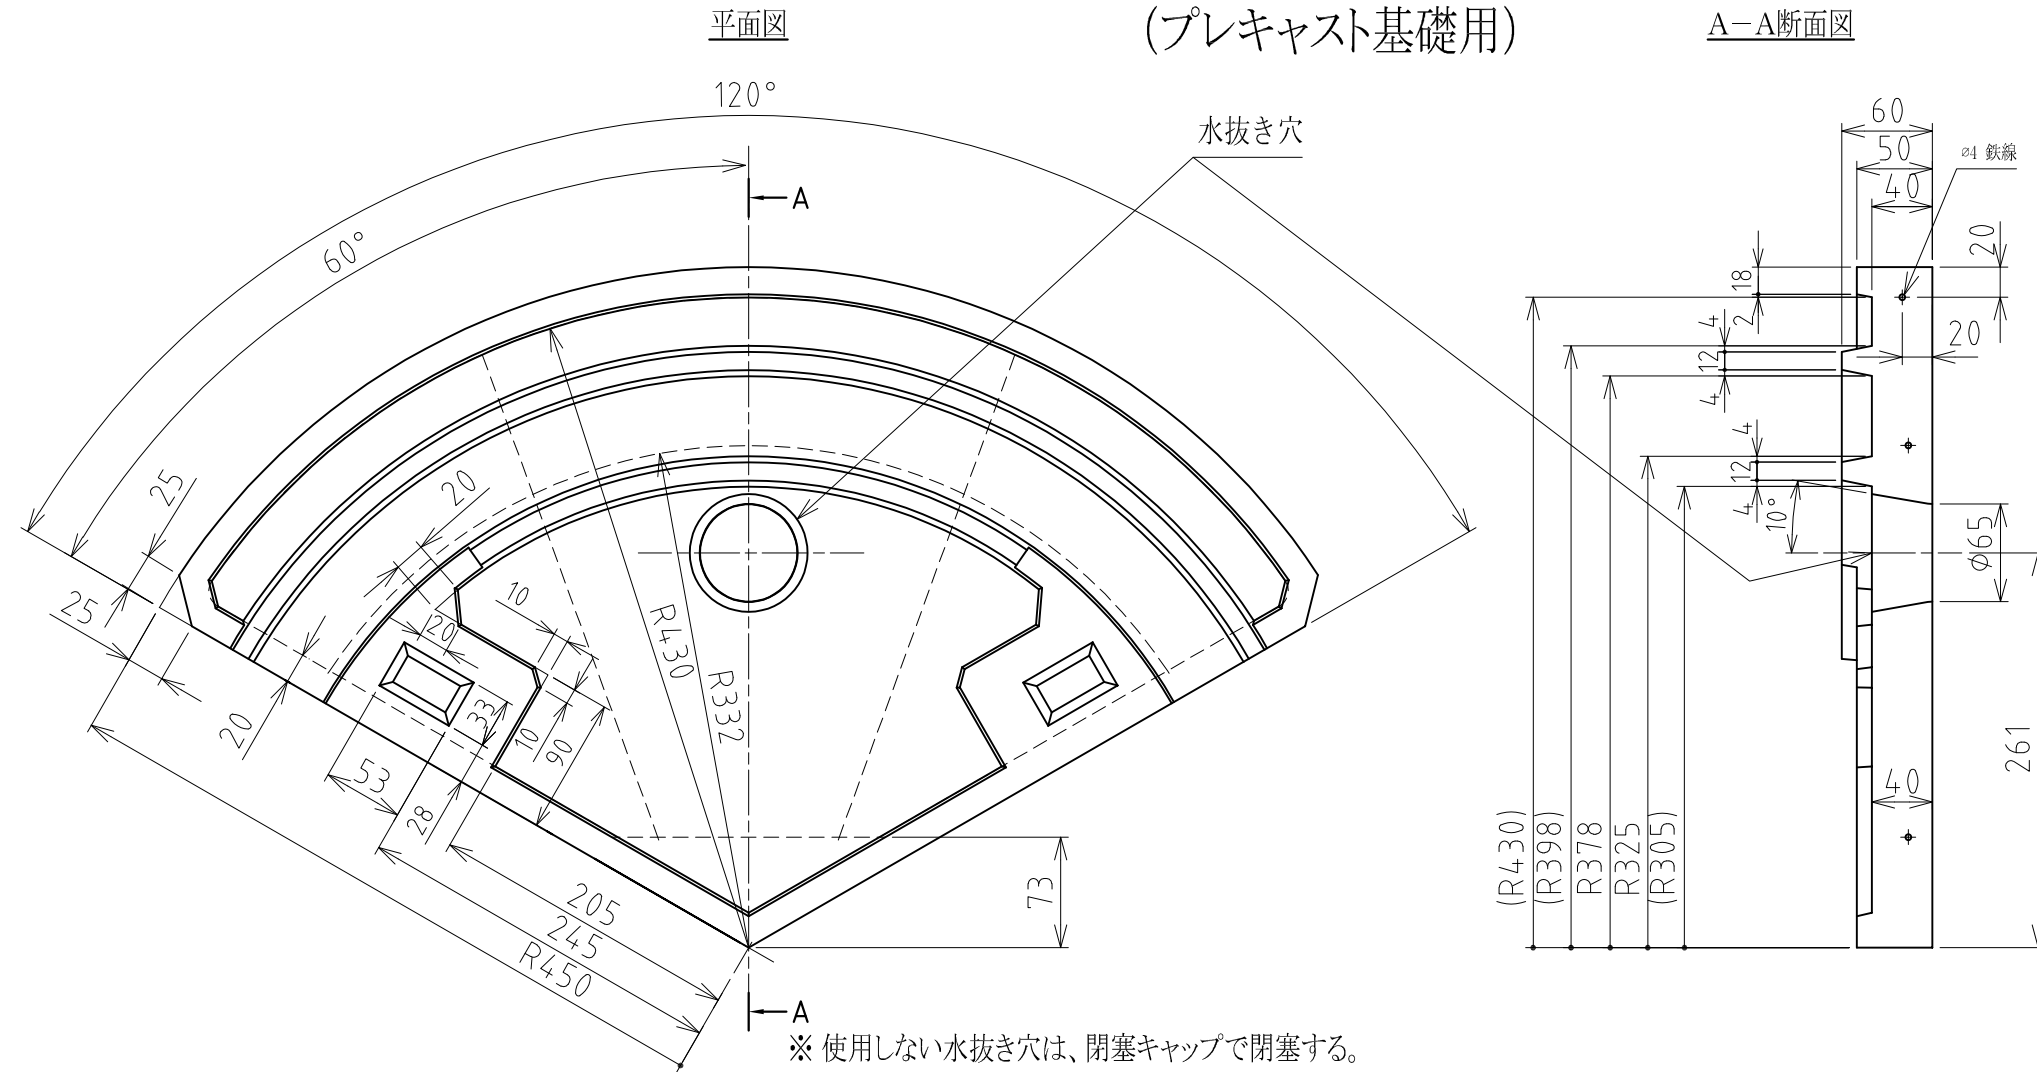 平面図
(プレキャスト基礎用)
A－A断面図
120°
60°
水抜き穴
A
60
50
40
⌀4 鉄線
20
18
2
20
4
12
4
4
12
4
10°
φ65
261
40
(R430)
(R398)
R378
R325
(R305)
25
25
20
20
20
10
R430
R332
33
10
90
53
28
20
205
245
R450
73
A
※ 使用しない水抜き穴は、閉塞キャップで閉塞する。